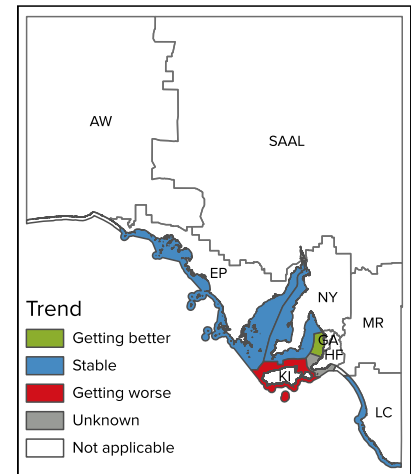 AW
SAAL
EP
NY
Trend
MR
Getting better
GA
HF
Stable
KI
Getting worse
LC
Unknown
Not applicable